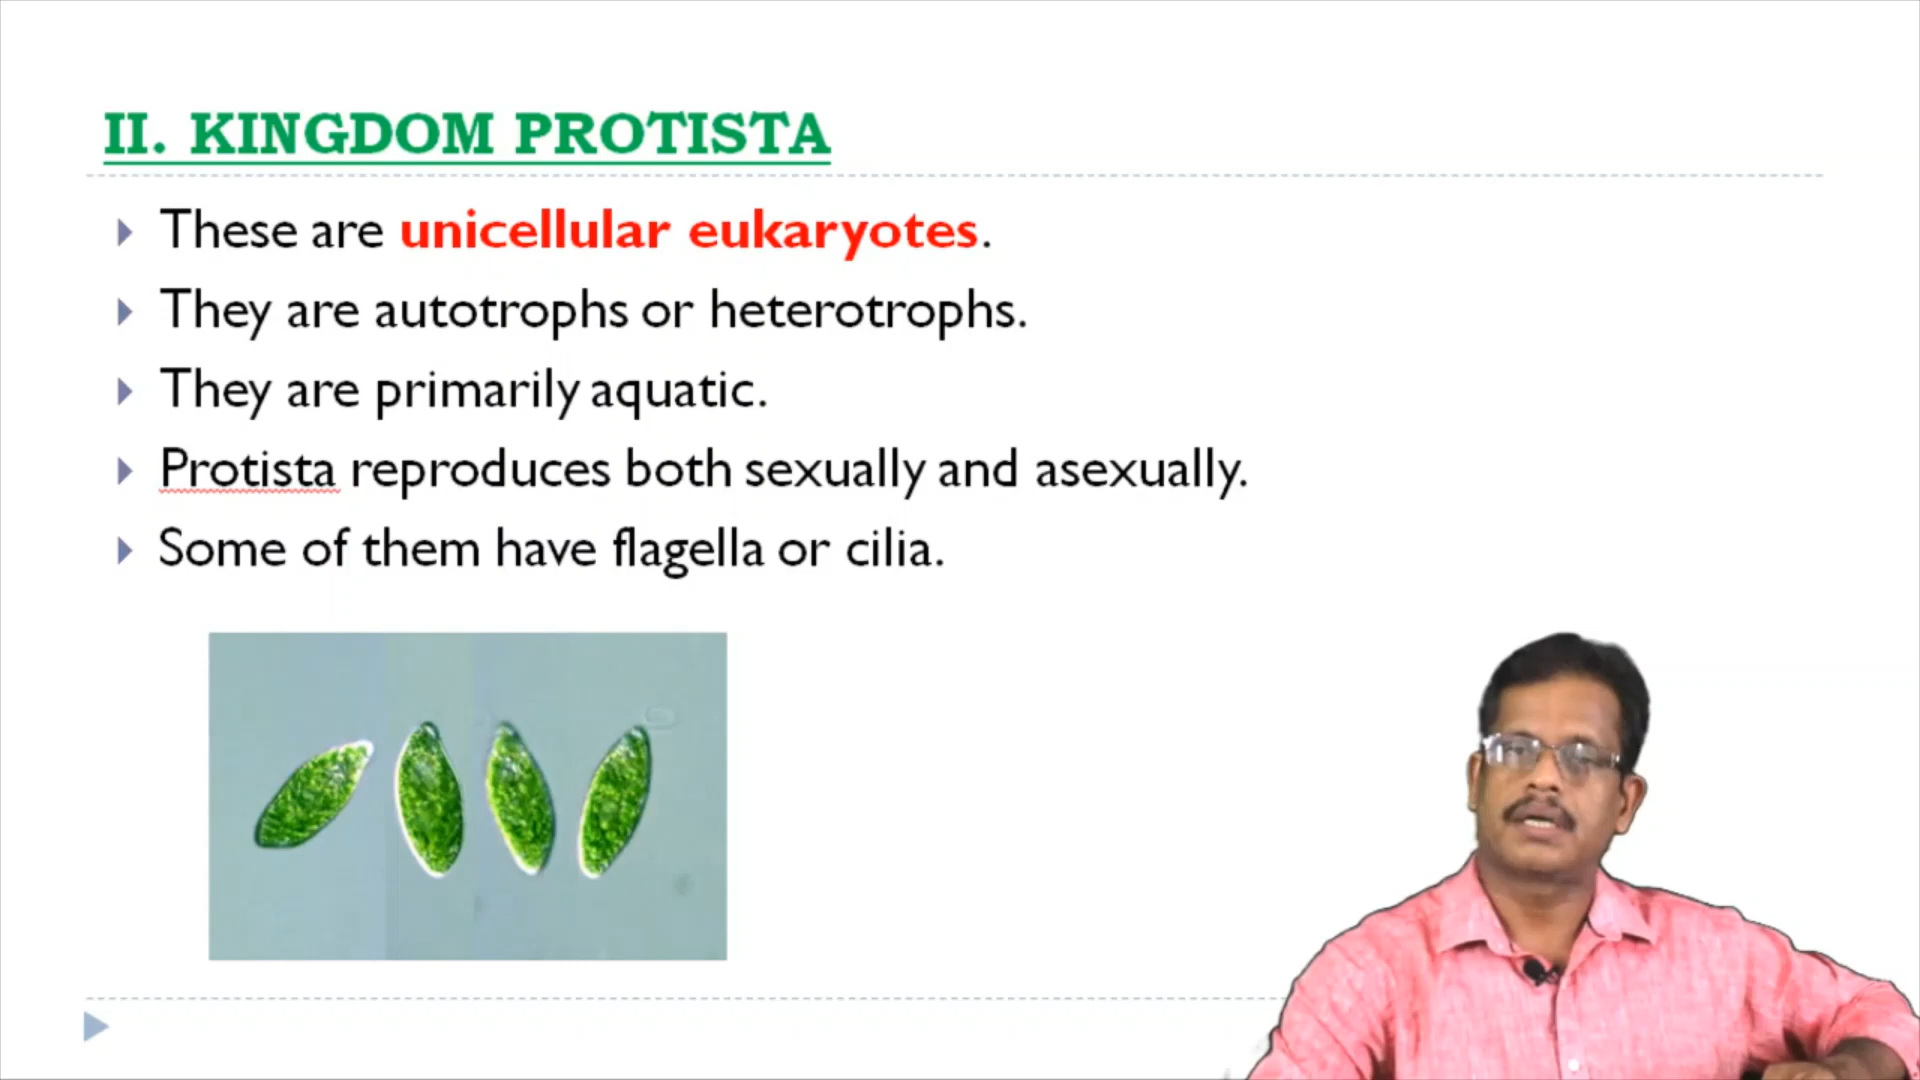 II. KINGDOM PROTISTA
These are unicellular eukaryotes.
They are autotrophs or heterotrophs.
They are primarily aquatic.
Protista reproduces both sexually and asexually.
Some of them have flagella or cilia.